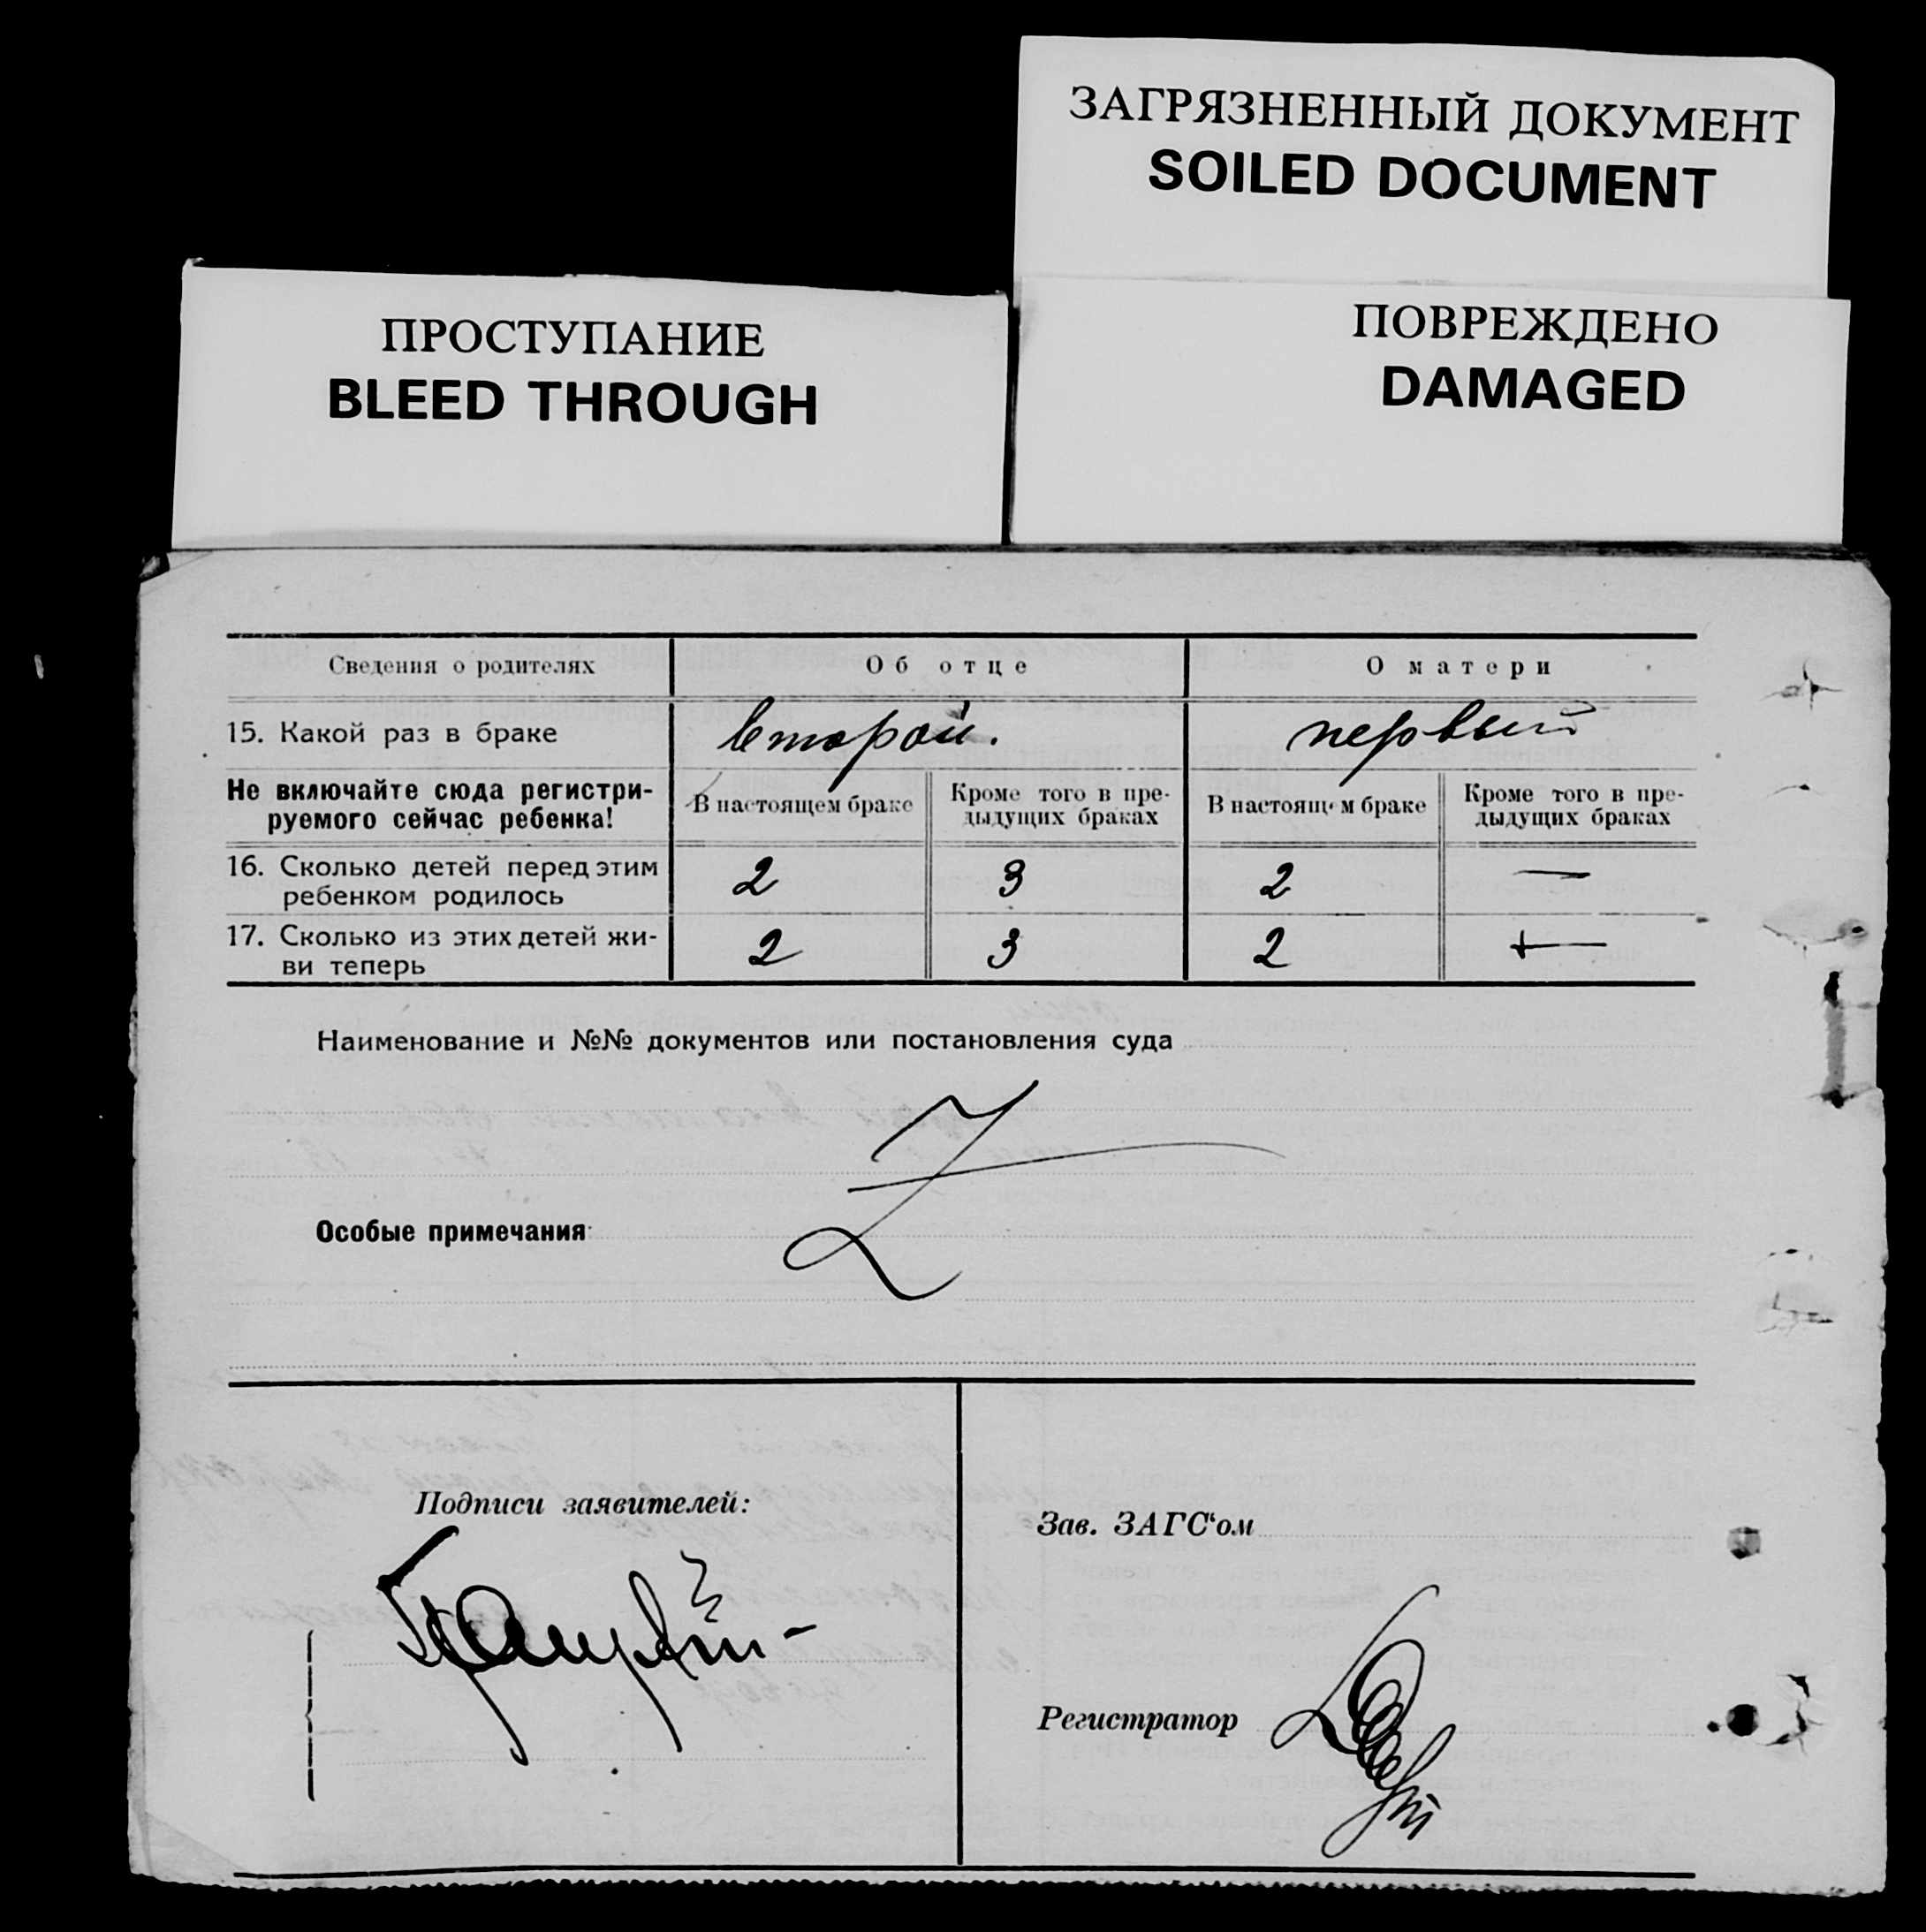 ЗАГРЯЗНЕННЫЙ ДОКУМЕНТ
SOILED DOCUMENT
ПРОСТУПАНИЕ
BLEED THROUGH
ПОВРЕЖДЕНО
DAMAGED
Сведения о родителях Об отце О матери
15. Какой раз в браке второй. первый
Не включайте сюда регистри-
руемого сейчас ребенка!
В настоящем браке
Кроме того в пре-
дыдущих браках
В настоящем браке
Кроме того в пре-
дыдущих браках
16. Сколько детей перед этим
ребенком родилось 2 3 2 —
17. Сколько из этих детей жи-
ви теперь 2 3 2 —
Наименование и №№ документов или постановления суда
Z
Особые примечания:
Подписи заявителей:
Зав. ЗАГС‘ом
Регистратор